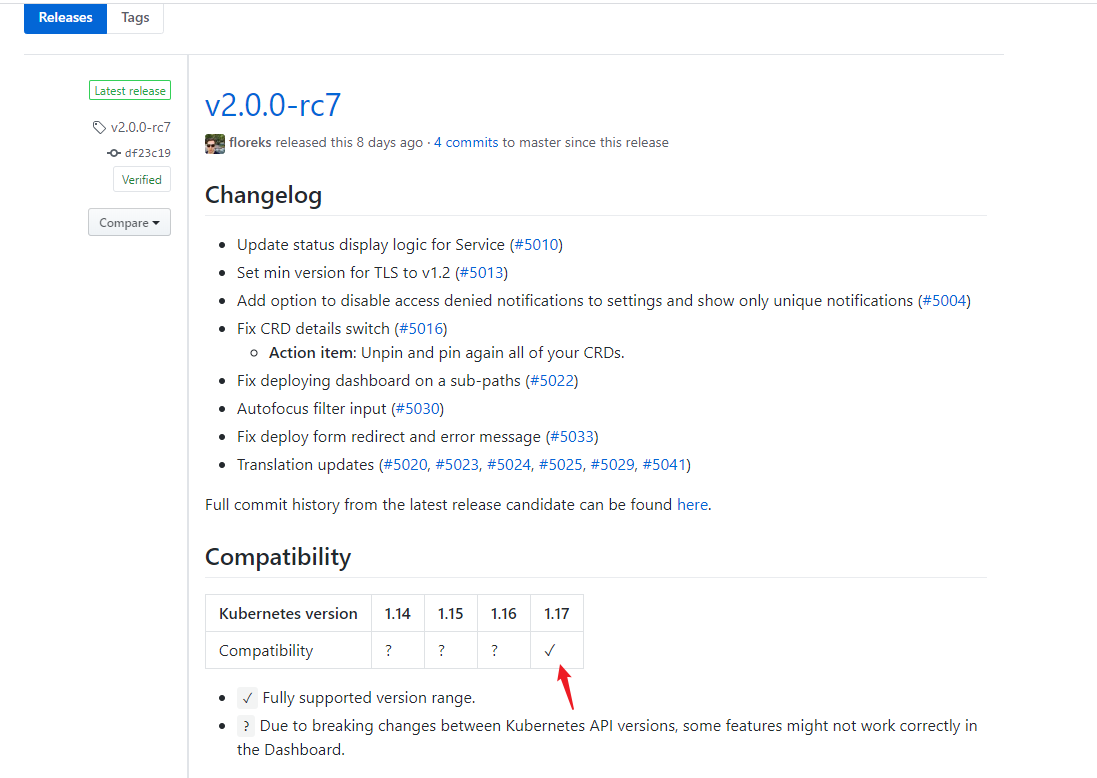 Releases Tags
Latest release
v2.0.0-rc7
df23c19
Verified
Compare
v2.0.0-rc7
floreks released this 8 days ago · 4 commits to master since this release
Changelog
Update status display logic for Service (#5010)
Set min version for TLS to v1.2 (#5013)
Add option to disable access denied notifications to settings and show only unique notifications (#5004)
Fix CRD details switch (#5016)
Action item: Unpin and pin again all of your CRDs.
Fix deploying dashboard on a sub-paths (#5022)
Autofocus filter input (#5030)
Fix deploy form redirect and error message (#5033)
Translation updates (#5020, #5023, #5024, #5025, #5029, #5041)
Full commit history from the latest release candidate can be found here.
Compatibility
Kubernetes version 1.14 1.15 1.16 1.17
Compatibility ? ? ? ✓
✓ Fully supported version range.
? Due to breaking changes between Kubernetes API versions, some features might not work correctly in
the Dashboard.